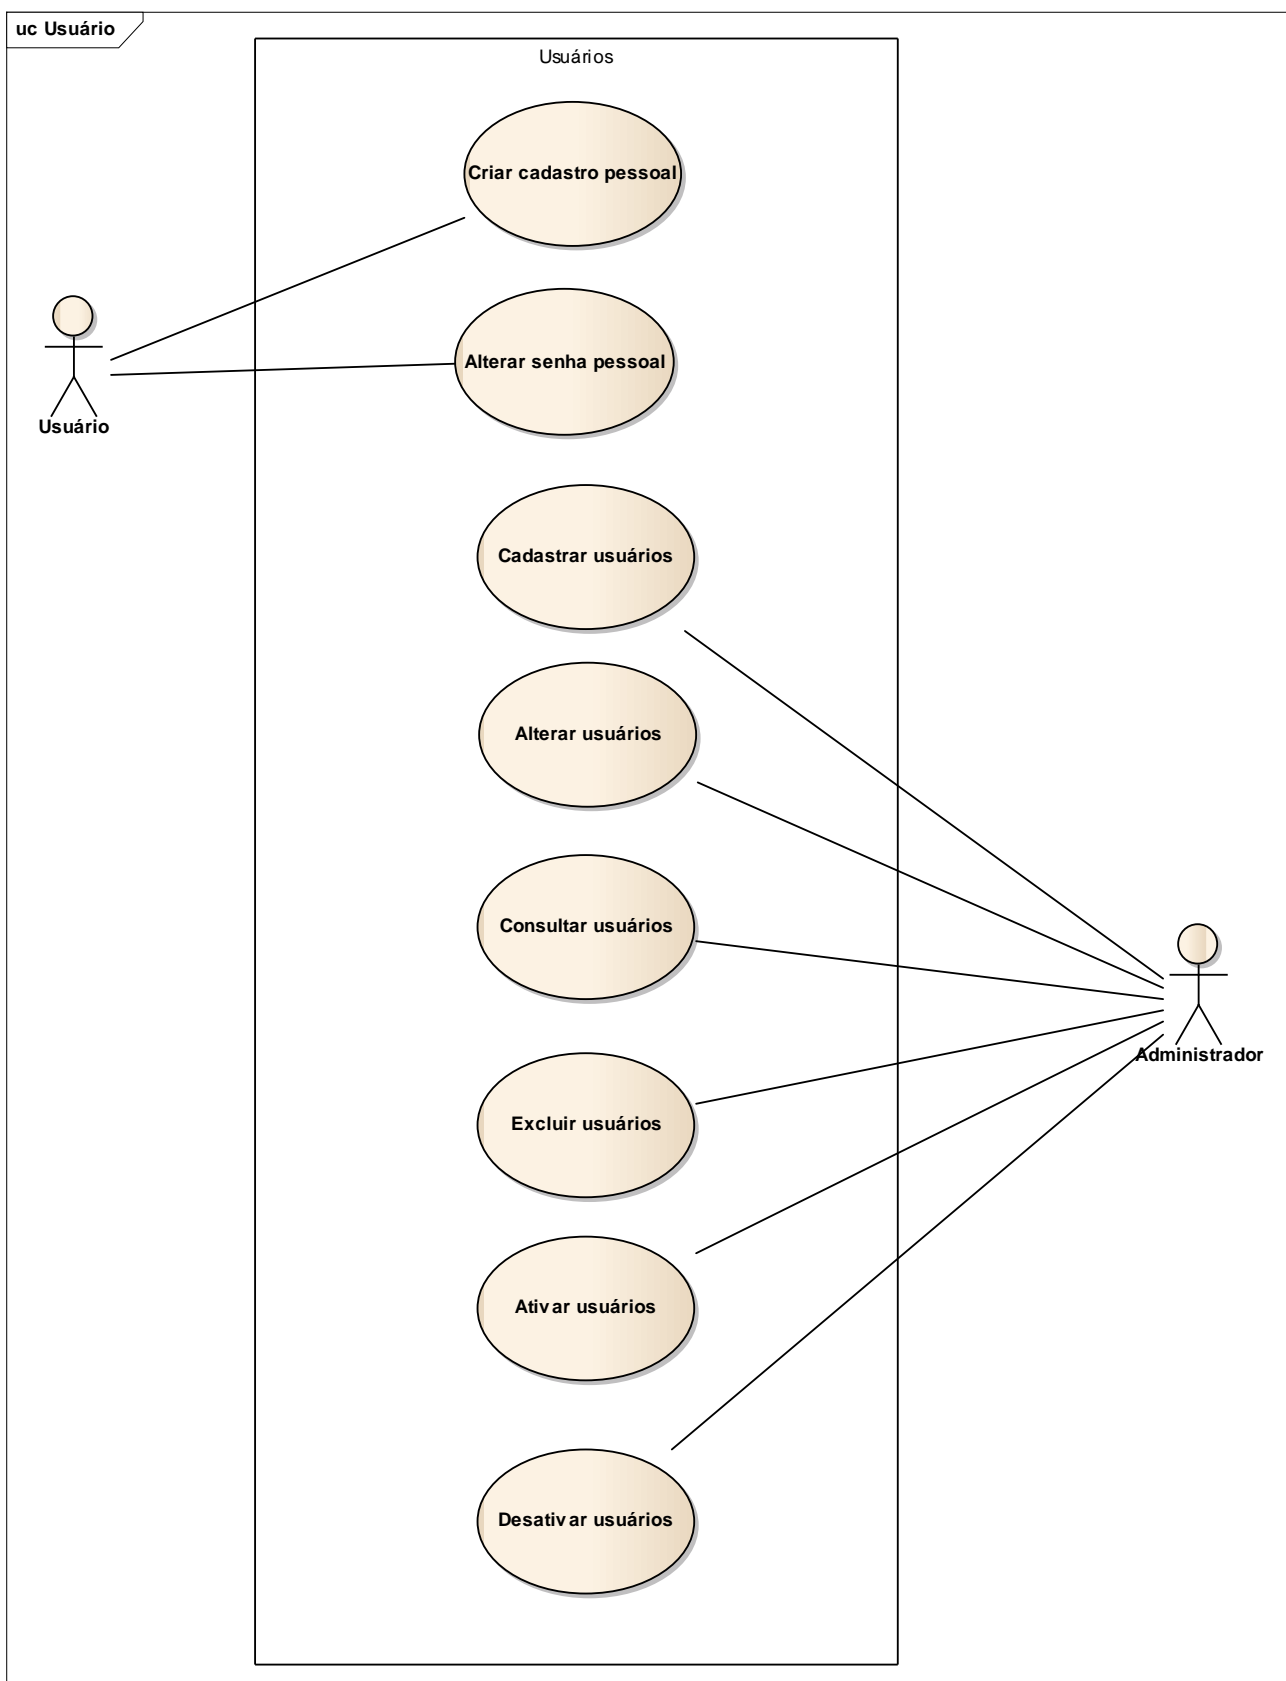 uc Usuário
Usuários
Criar cadastro pessoal
Alterar senha pessoal
Usuário
Cadastrar usuários
Alterar usuários
Consultar usuários
Administrador
Excluir usuários
Ativar usuários
Desativar usuários